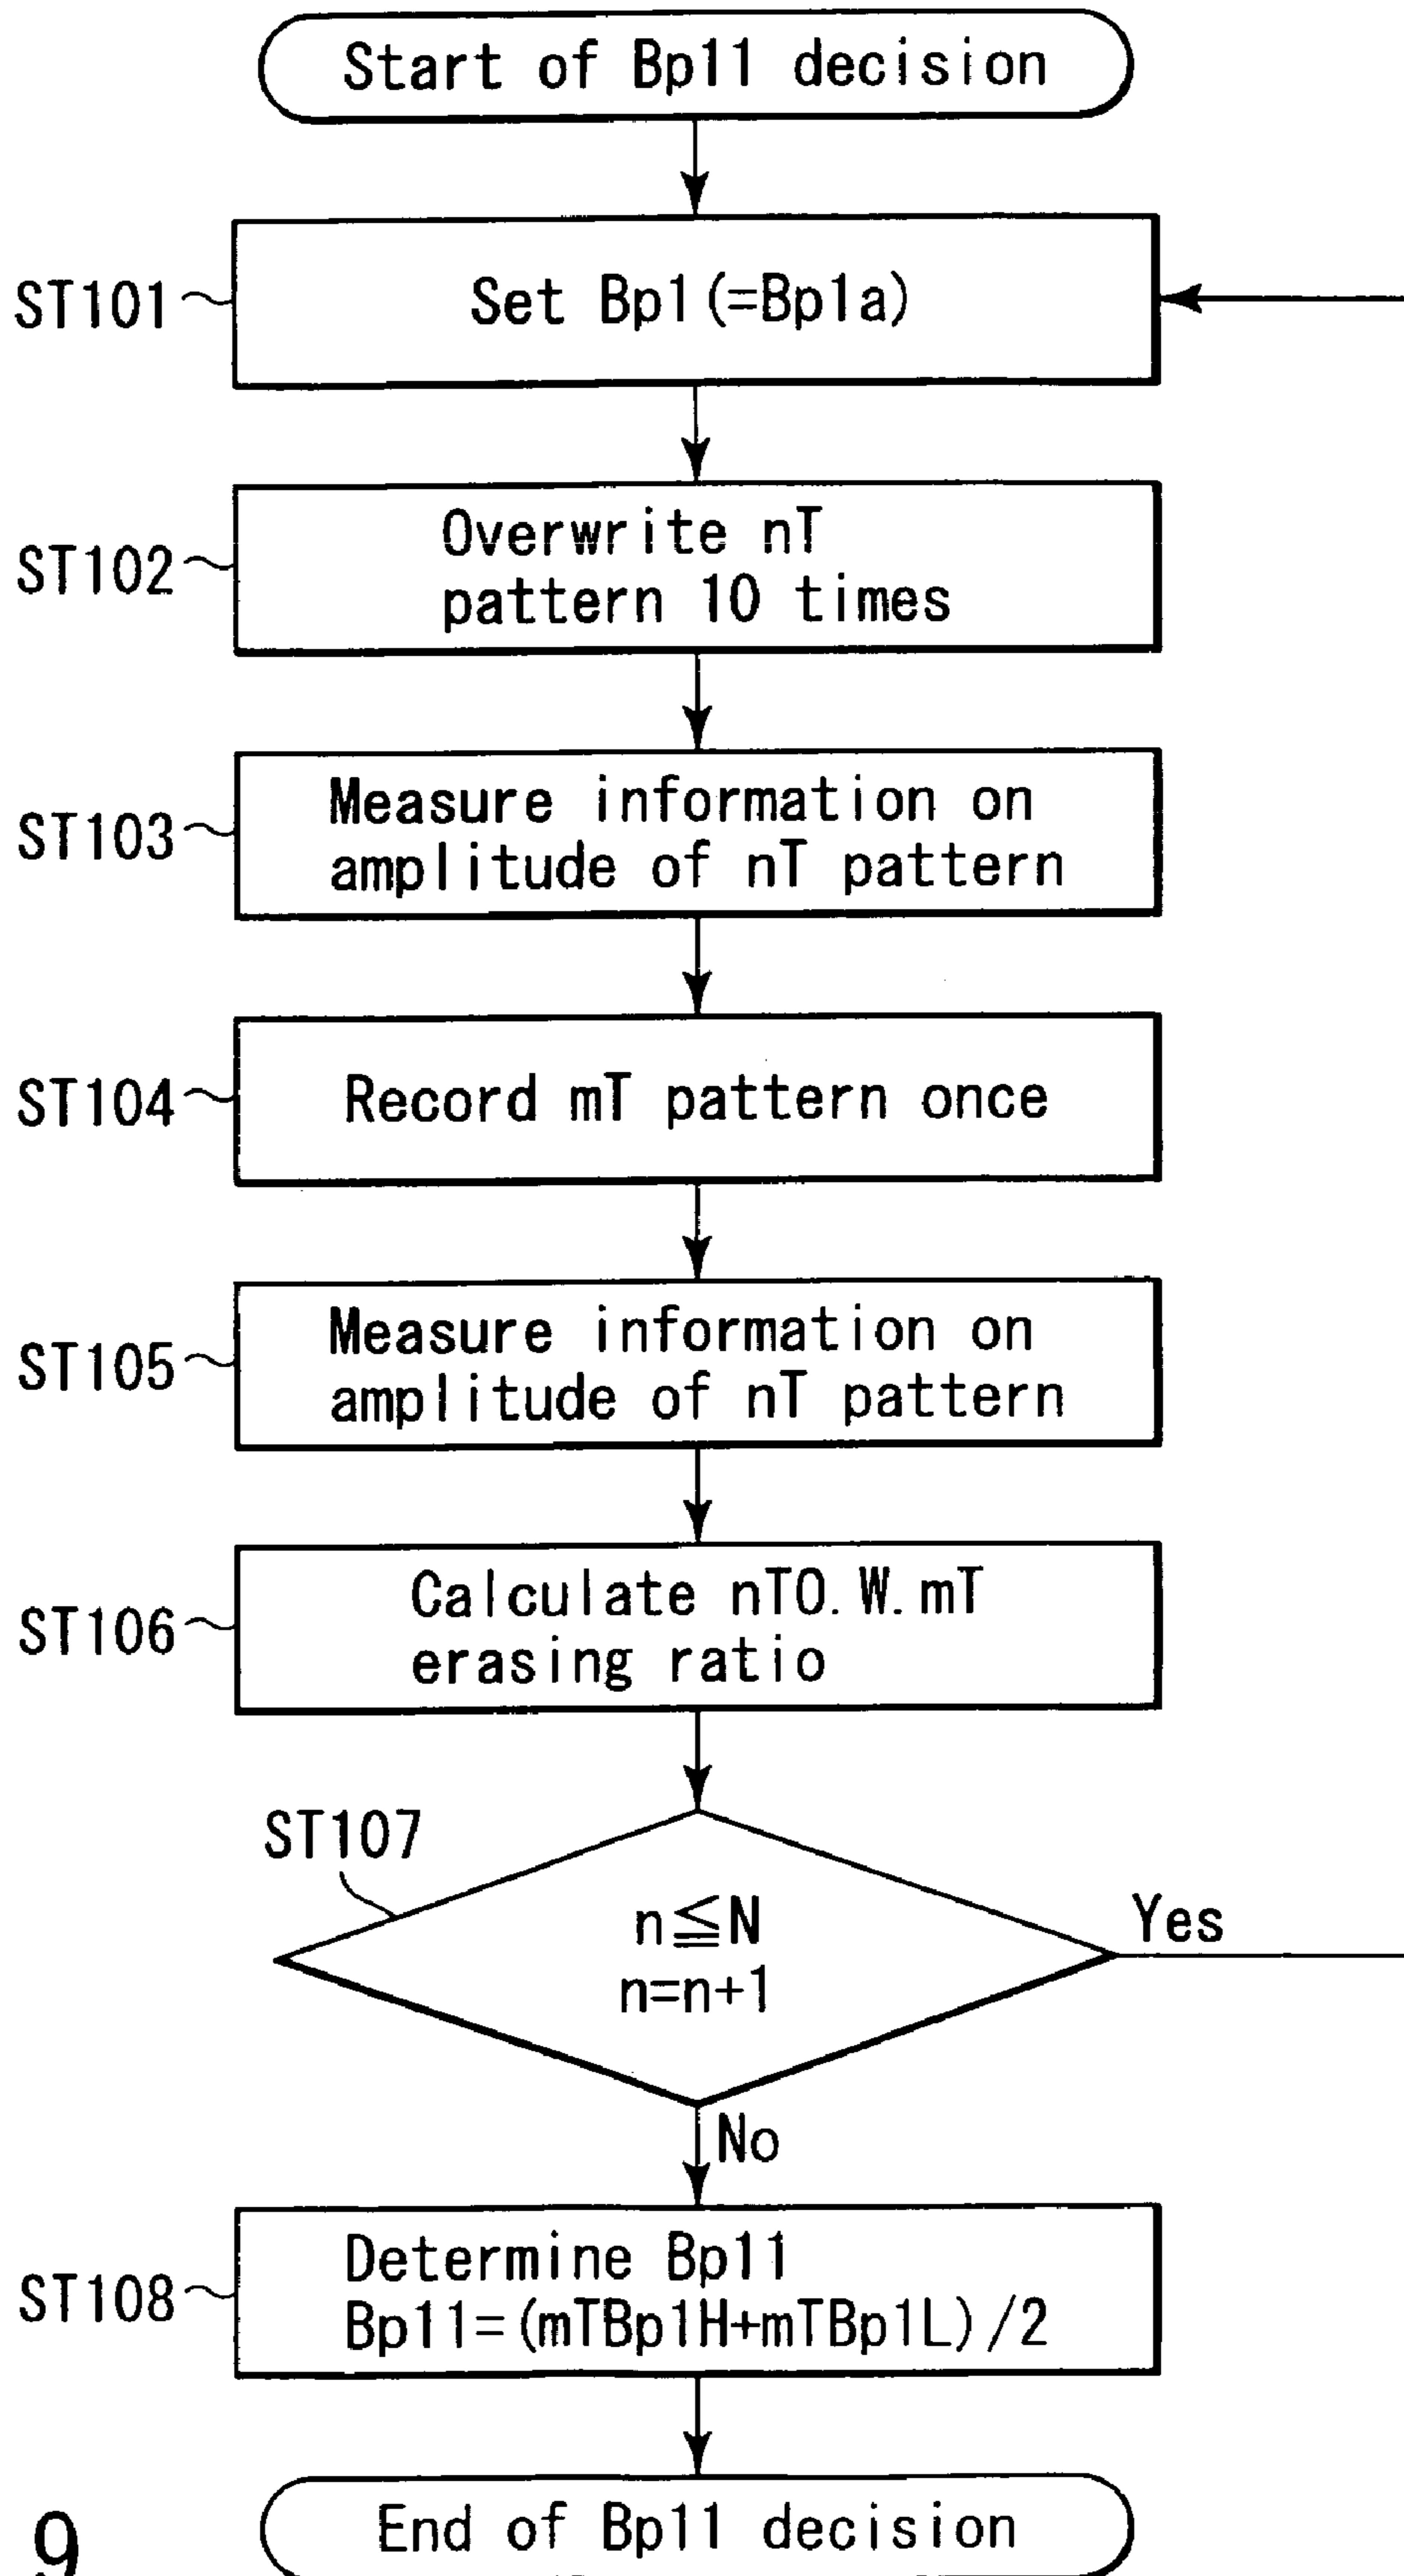 Start of Bp11 decision
ST101
Set Bp1(=Bp1a)
ST102
Overwrite nT
pattern 10 times
ST103
Measure information on
amplitude of nT pattern
ST104
Record mT pattern once
ST105
Measure information on
amplitude of nT pattern
ST106
Calculate nTO.W.mT
erasing ratio
ST107
n≦N
n=n+1
Yes
No
ST108
Determine Bp11
Bp11=(mTBp1H+mTBp1L)/2
End of Bp11 decision
9